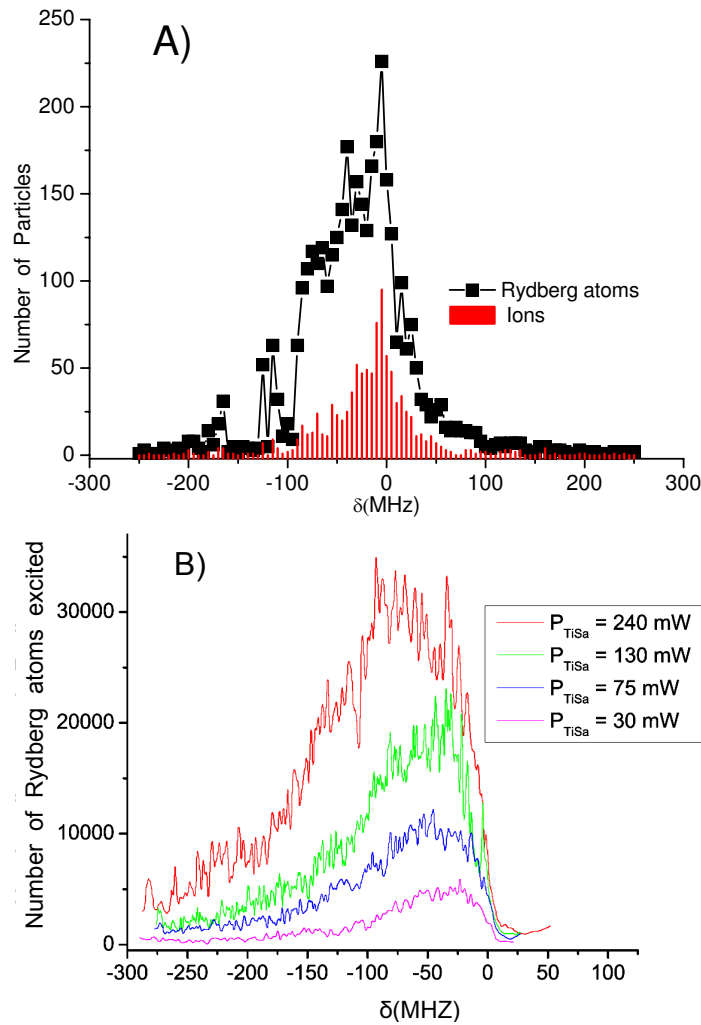 A)
250
200
150
100
50
0
Number of Particles
Rydberg atoms
Ions
-300 -200 -100 0 100 200 300
δ(MHz)
B)
30000
20000
10000
0
Number of Rydberg atoms excited
P_TiSa = 240 mW
P_TiSa = 130 mW
P_TiSa = 75 mW
P_TiSa = 30 mW
-300 -250 -200 -150 -100 -50 0 50 100
δ(MHZ)